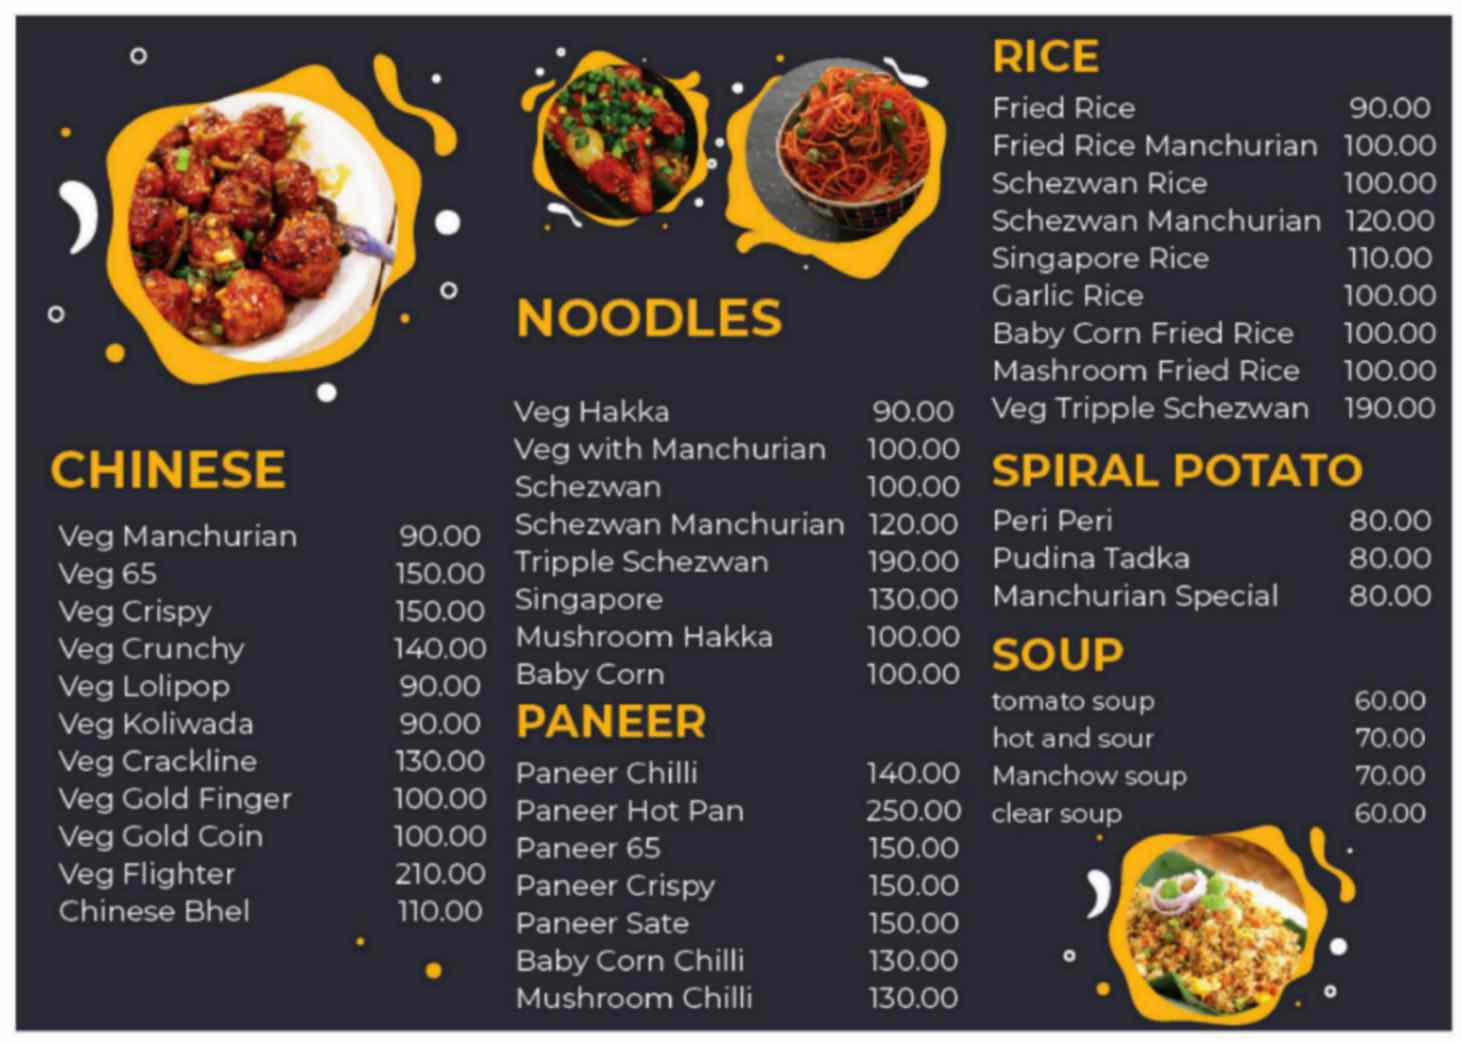 CHINESE
Veg Manchurian 90.00
Veg 65 150.00
Veg Crispy 150.00
Veg Crunchy 140.00
Veg Lolipop 90.00
Veg Koliwada 90.00
Veg Crackline 130.00
Veg Gold Finger 100.00
Veg Gold Coin 100.00
Veg Flighter 210.00
Chinese Bhel 110.00
NOODLES
Veg Hakka 90.00
Veg with Manchurian 100.00
Schezwan 100.00
Schezwan Manchurian 120.00
Tripple Schezwan 190.00
Singapore 130.00
Mushroom Hakka 100.00
Baby Corn 100.00
PANEER
Paneer Chilli 140.00
Paneer Hot Pan 250.00
Paneer 65 150.00
Paneer Crispy 150.00
Paneer Sate 150.00
Baby Corn Chilli 130.00
Mushroom Chilli 130.00
RICE
Fried Rice 90.00
Fried Rice Manchurian 100.00
Schezwan Rice 100.00
Schezwan Manchurian 120.00
Singapore Rice 110.00
Garlic Rice 100.00
Baby Corn Fried Rice 100.00
Mashroom Fried Rice 100.00
Veg Tripple Schezwan 190.00
SPIRAL POTATO
Peri Peri 80.00
Pudina Tadka 80.00
Manchurian Special 80.00
SOUP
tomato soup 60.00
hot and sour 70.00
Manchow soup 70.00
clear soup 60.00